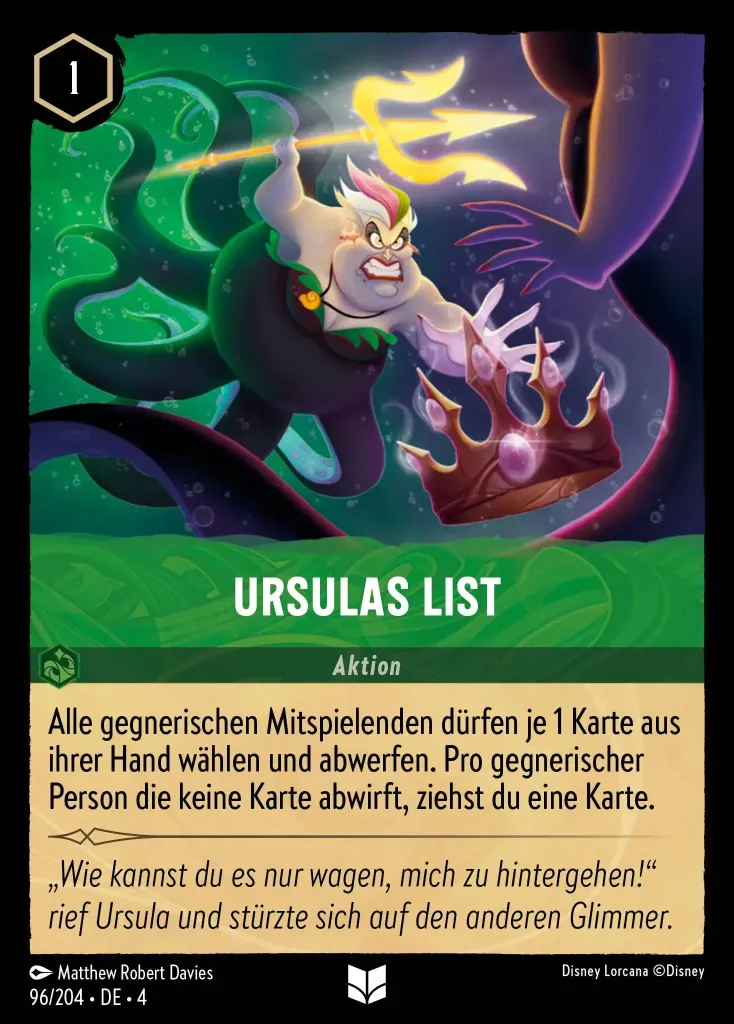 1
URSULAS LIST
Aktion
Alle gegnerischen Mitspielenden dürfen je 1 Karte aus
ihrer Hand wählen und abwerfen. Pro gegnerischer
Person die keine Karte abwirft, ziehst du eine Karte.
„Wie kannst du es nur wagen, mich zu hintergehen!“
rief Ursula und stürzte sich auf den anderen Glimmer.
Matthew Robert Davies
Disney Lorcana ©Disney
96/204 • DE • 4